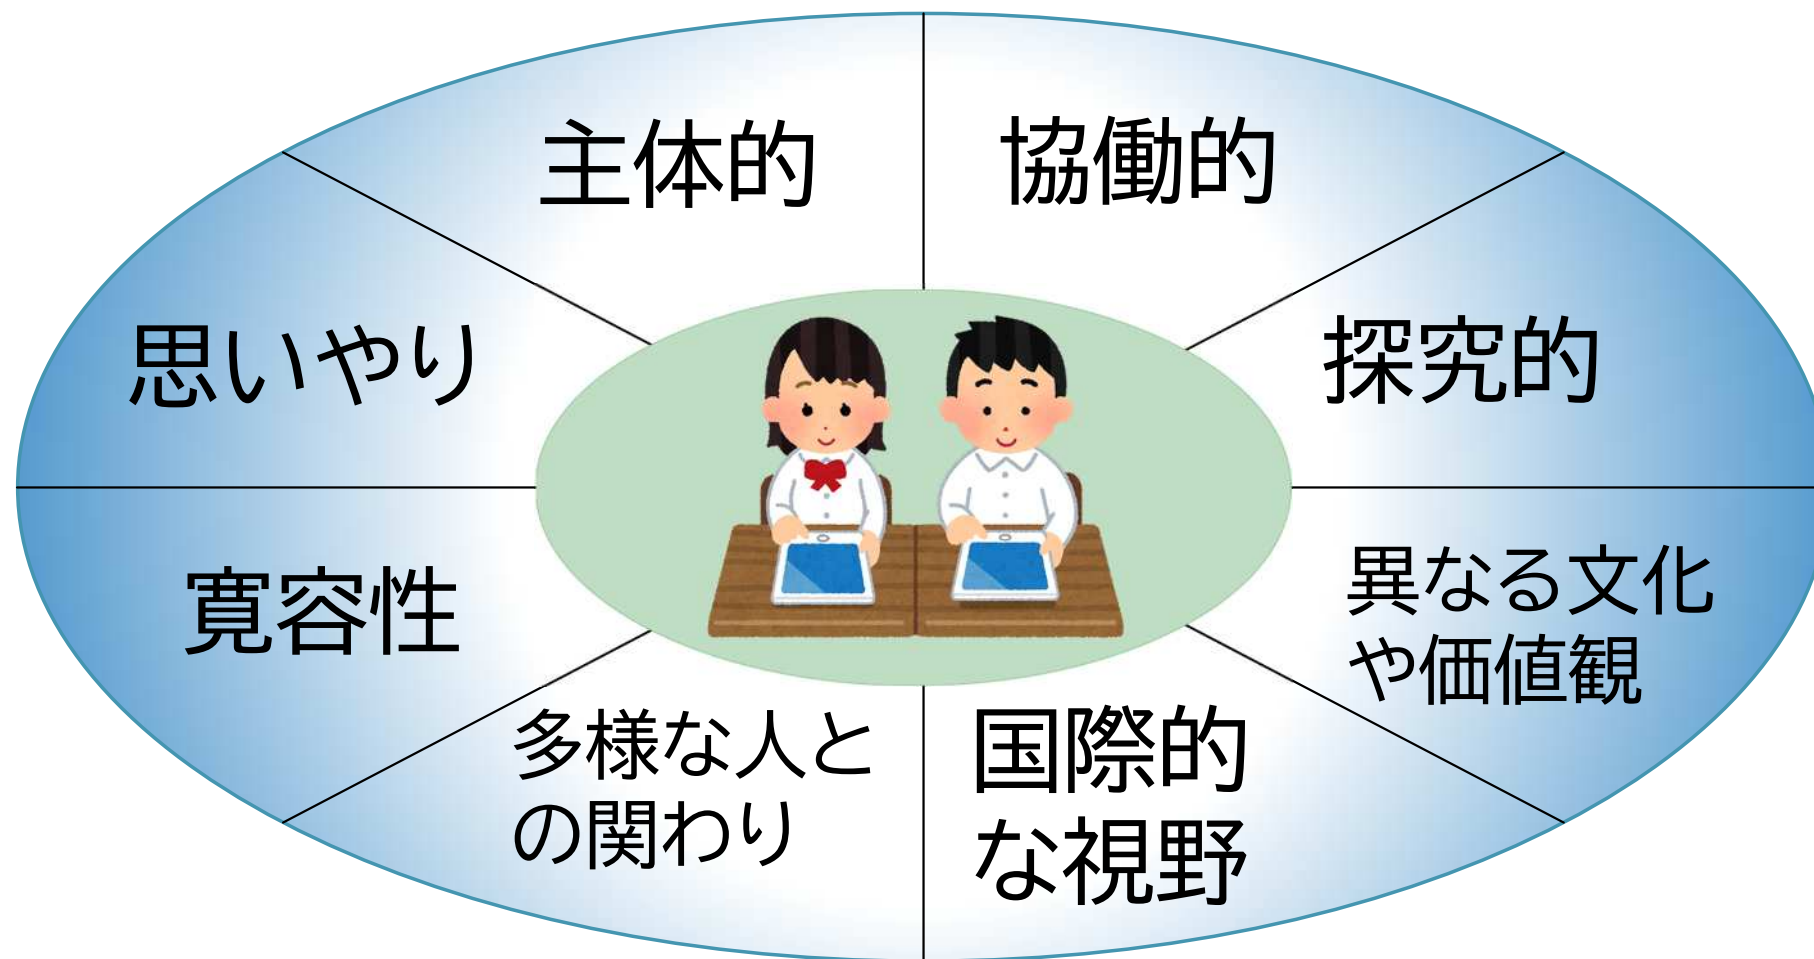 主体的
協働的
思いやり
探究的
寛容性
異なる文化
や価値観
多様な人と
の関わり
国際的
な視野